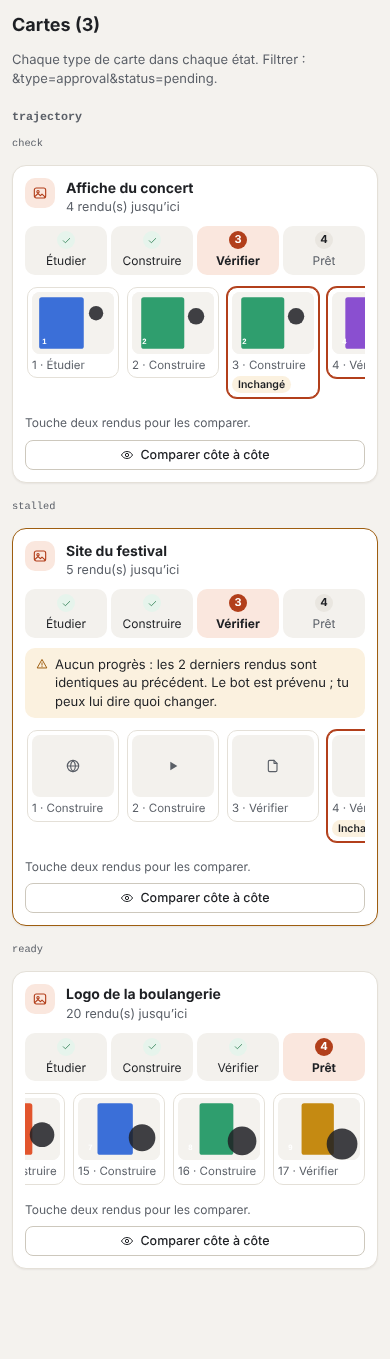 Cartes (3)
Chaque type de carte dans chaque état. Filtrer :
&type=approval&status=pending.
trajectory
check
Affiche du concert
4 rendu(s) jusqu'ici
3
4
Étudier
Construire
Vérifier
Prêt
1
2
2
1 · Étudier
2 · Construire
3 · Construire
4 · Vér
Inchangé
Touche deux rendus pour les comparer.
Comparer côte à côte
stalled
Site du festival
5 rendu(s) jusqu'ici
3
4
Étudier
Construire
Vérifier
Prêt
Aucun progrès : les 2 derniers rendus sont
identiques au précédent. Le bot est prévenu ; tu
peux lui dire quoi changer.
1 · Construire
2 · Construire
3 · Vérifier
4 · Vér
Incha
Touche deux rendus pour les comparer.
Comparer côte à côte
ready
Logo de la boulangerie
20 rendu(s) jusqu'ici
4
Étudier
Construire
Vérifier
Prêt
struire
15 · Construire
16 · Construire
17 · Vérifier
Touche deux rendus pour les comparer.
Comparer côte à côte